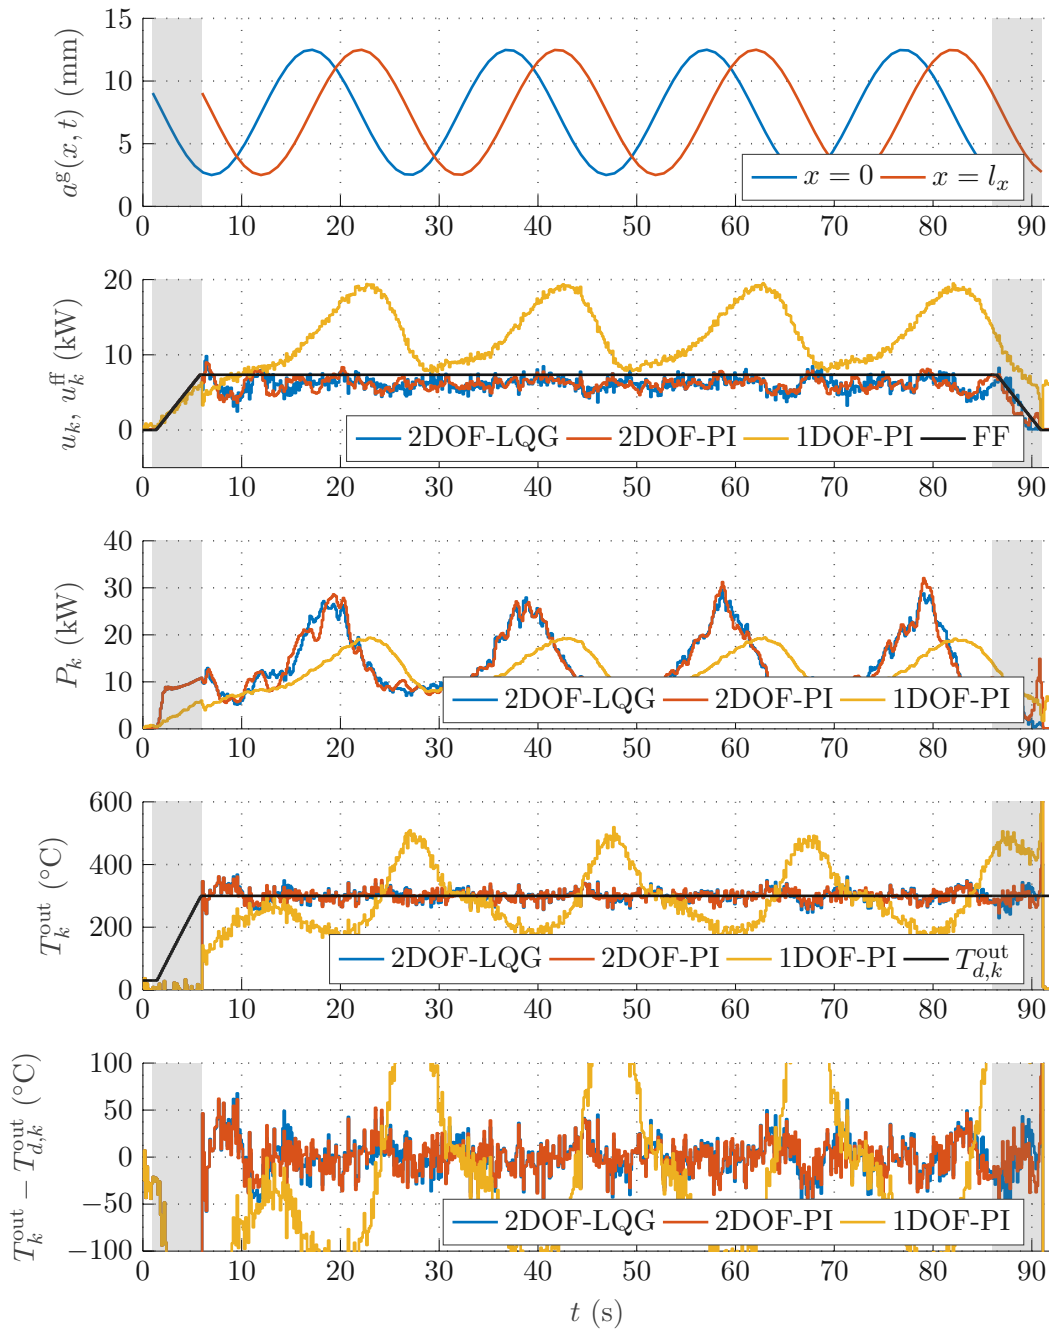 15
10
5
0
a^g(x, t) (mm)
x = 0 x = l_x
0 10 20 30 40 50 60 70 80 90
20
10
0
u_k, u_k^ff (kW)
2DOF-LQG 2DOF-PI 1DOF-PI FF
0 10 20 30 40 50 60 70 80 90
40
30
20
10
0
P_k (kW)
2DOF-LQG 2DOF-PI 1DOF-PI
0 10 20 30 40 50 60 70 80 90
600
400
200
0
T_k^out (°C)
2DOF-LQG 2DOF-PI 1DOF-PI T_{d,k}^out
0 10 20 30 40 50 60 70 80 90
100
50
0
−50
−100
T_k^out − T_{d,k}^out (°C)
2DOF-LQG 2DOF-PI 1DOF-PI
0 10 20 30 40 50 60 70 80 90
t (s)